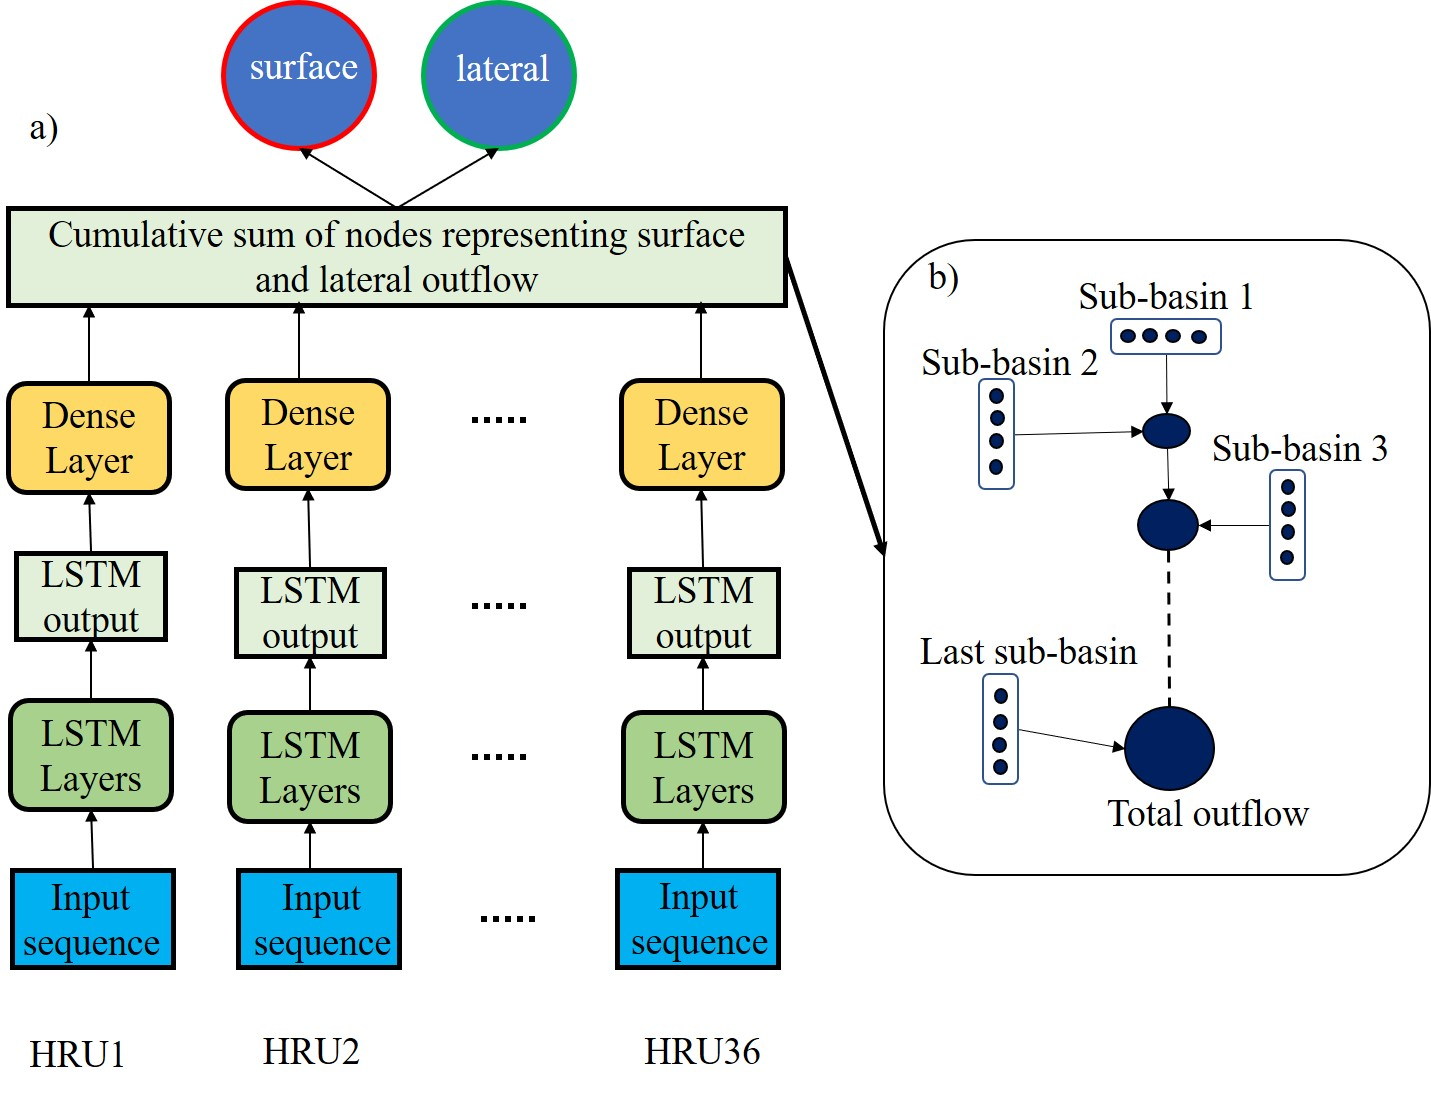 surface
lateral
a)
Cumulative sum of nodes representing surface
and lateral outflow
Dense
Layer
Dense
Layer
.....
Dense
Layer
LSTM
output
LSTM
output
.....
LSTM
output
LSTM
Layers
LSTM
Layers
.....
LSTM
Layers
Input
sequence
Input
sequence
.....
Input
sequence
HRU1
HRU2
HRU36
b)
Sub-basin 1
Sub-basin 2
Sub-basin 3
Last sub-basin
Total outflow